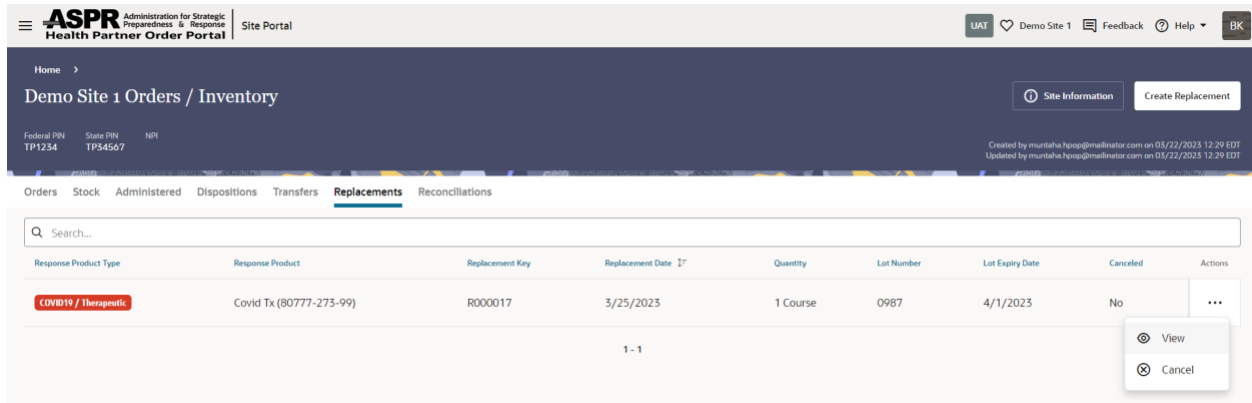 ASPR Administration for Strategic Preparedness & Response
Health Partner Order Portal
Site Portal
UAT Demo Site 1 Feedback Help BK
Home >
Demo Site 1 Orders / Inventory
Site Information Create Replacement
Federal PIN State PIN NPI
TP1234 TP34567
Created by muntaha.hpop@mailinator.com on 03/22/2023 12:29 EDT
Updated by muntaha.hpop@mailinator.com on 03/22/2023 12:29 EDT
Orders Stock Administered Dispositions Transfers Replacements Reconciliations
Search...
Response Product Type Response Product Replacement Key Replacement Date Quantity Lot Number Lot Expiry Date Canceled Actions
COVID19 / Therapeutic Covid Tx (80777-273-99) R000017 3/25/2023 1 Course 0987 4/1/2023 No ...
1 - 1
View
Cancel